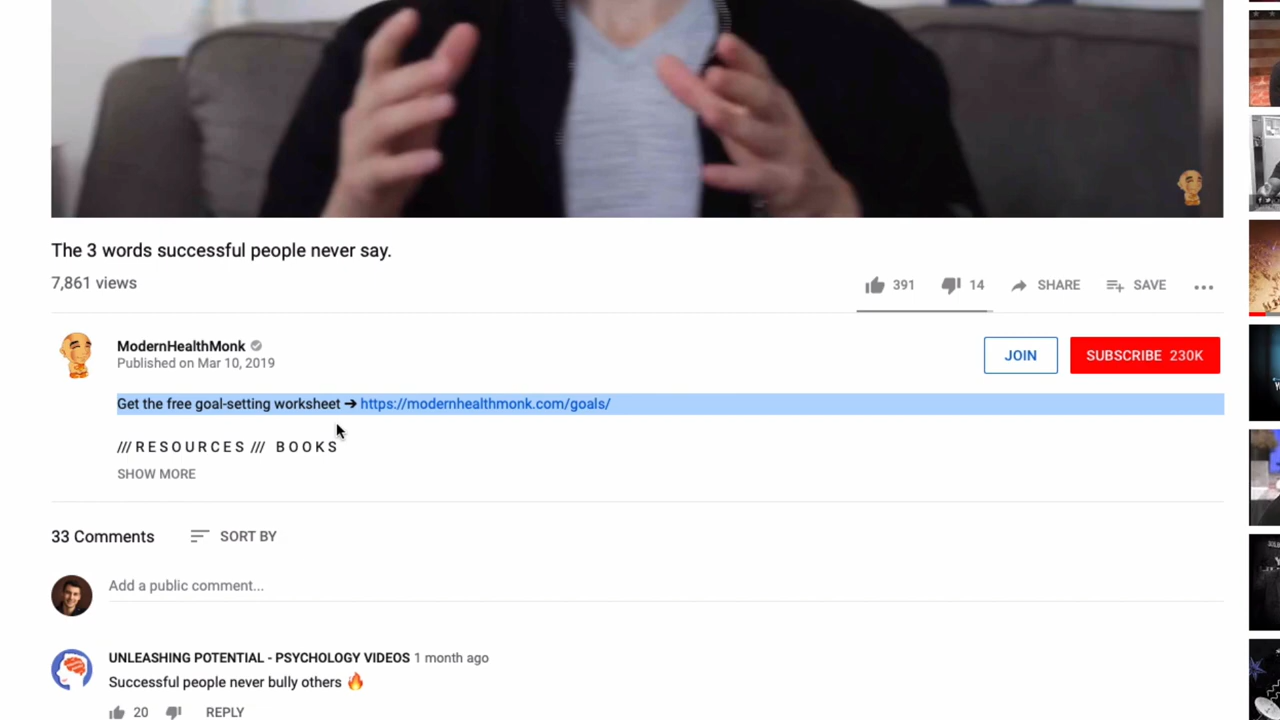 The 3 words successful people never say.
7,861 views
391 14 SHARE SAVE
ModernHealthMonk
Published on Mar 10, 2019
JOIN SUBSCRIBE 230K
Get the free goal-setting worksheet ➔ https://modernhealthmonk.com/goals/
/// R E S O U R C E S /// B O O K S
SHOW MORE
33 Comments SORT BY
Add a public comment...
UNLEASHING POTENTIAL - PSYCHOLOGY VIDEOS 1 month ago
Successful people never bully others 🔥
20 REPLY